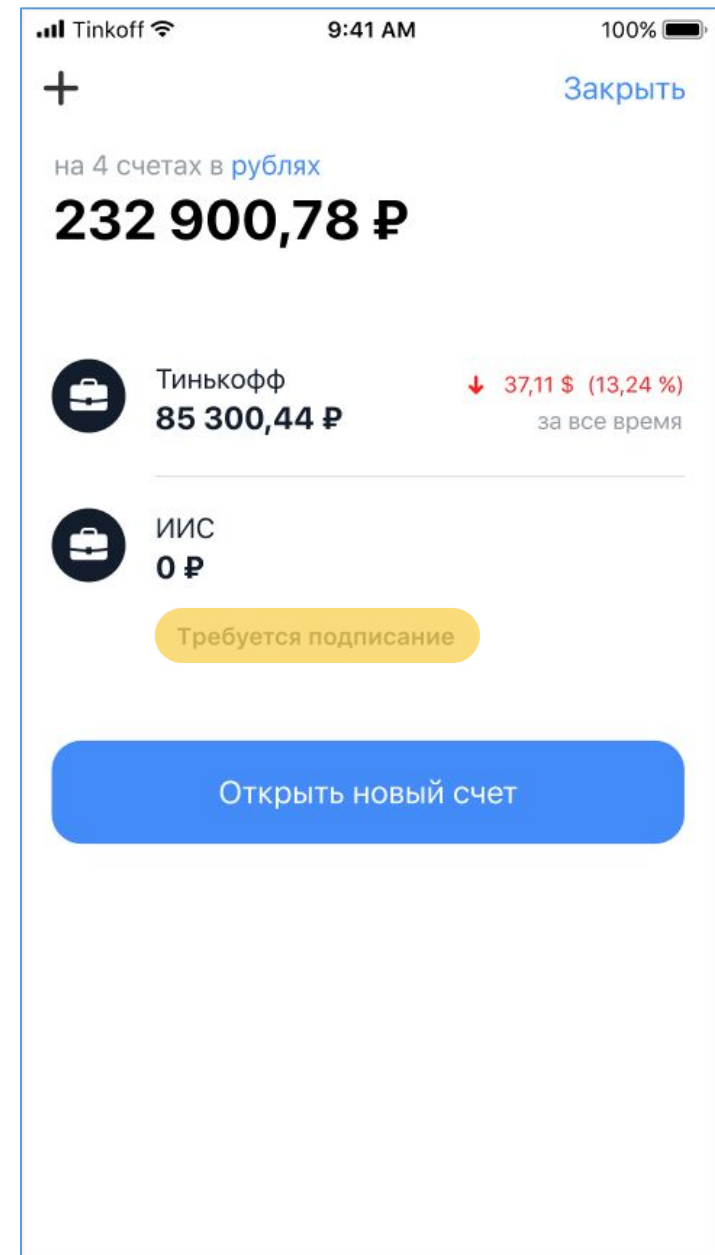 Tinkoff 9:41 AM 100%
+ Закрыть
на 4 счетах в рублях
232 900,78 ₽
Тинькофф ↓ 37,11 $ (13,24 %)
85 300,44 ₽ за все время
ИИС
0 ₽
Требуется подписание
Открыть новый счет